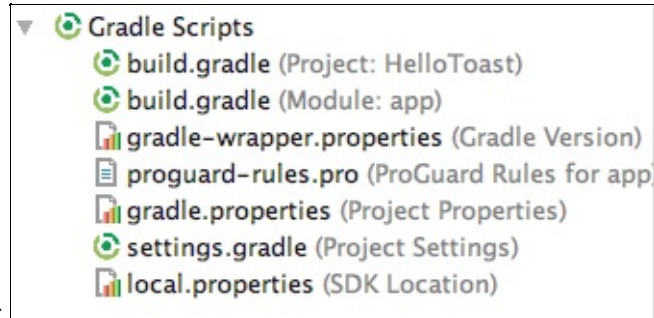 Gradle Scripts
build.gradle (Project: HelloToast)
build.gradle (Module: app)
gradle-wrapper.properties (Gradle Version)
proguard-rules.pro (ProGuard Rules for app)
gradle.properties (Project Properties)
settings.gradle (Project Settings)
local.properties (SDK Location)